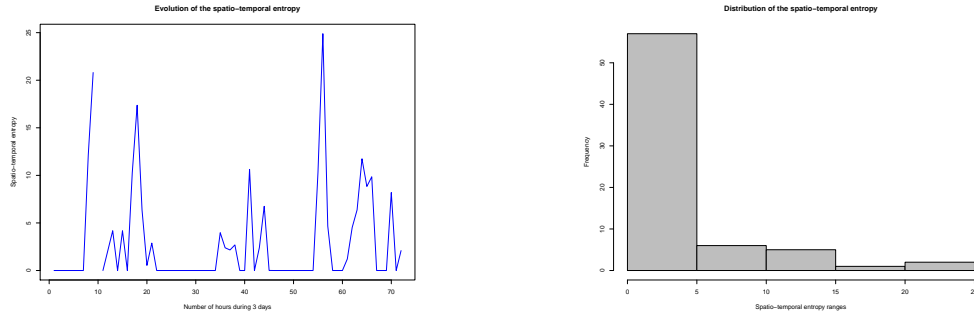 Evolution of the spatio−temporal entropy
Spatio−temporal entropy
0 5 10 15 20 25
0 10 20 30 40 50 60 70
Number of hours during 3 days
Distribution of the spatio−temporal entropy
Frequency
0 10 20 30 40 50
0 5 10 15 20
Spatio−temporal entropy ranges